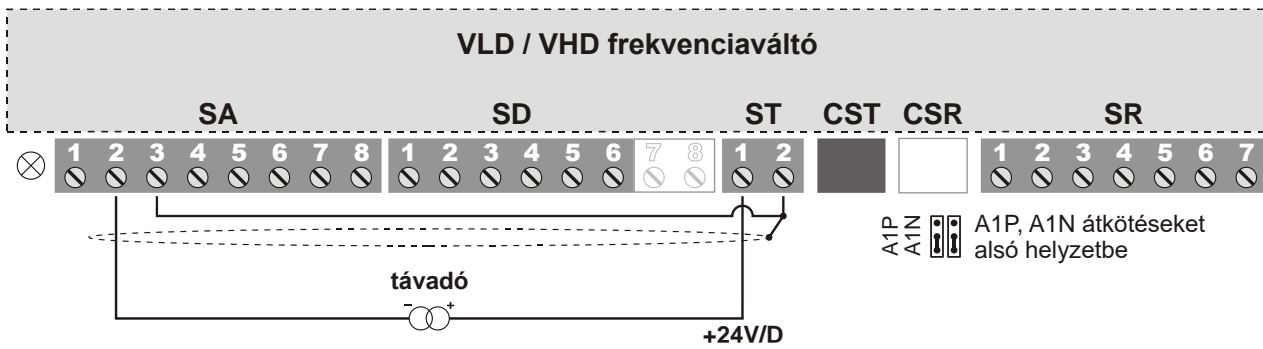 VLD / VHD frekvenciaváltó
SA SD ST CST CSR SR
1 2 3 4 5 6 7 8 1 2 3 4 5 6 7 8 1 2 1 2 3 4 5 6 7
A1P
A1N
A1P, A1N átkötéseket
alsó helyzetbe
távadó
− +
+24V/D